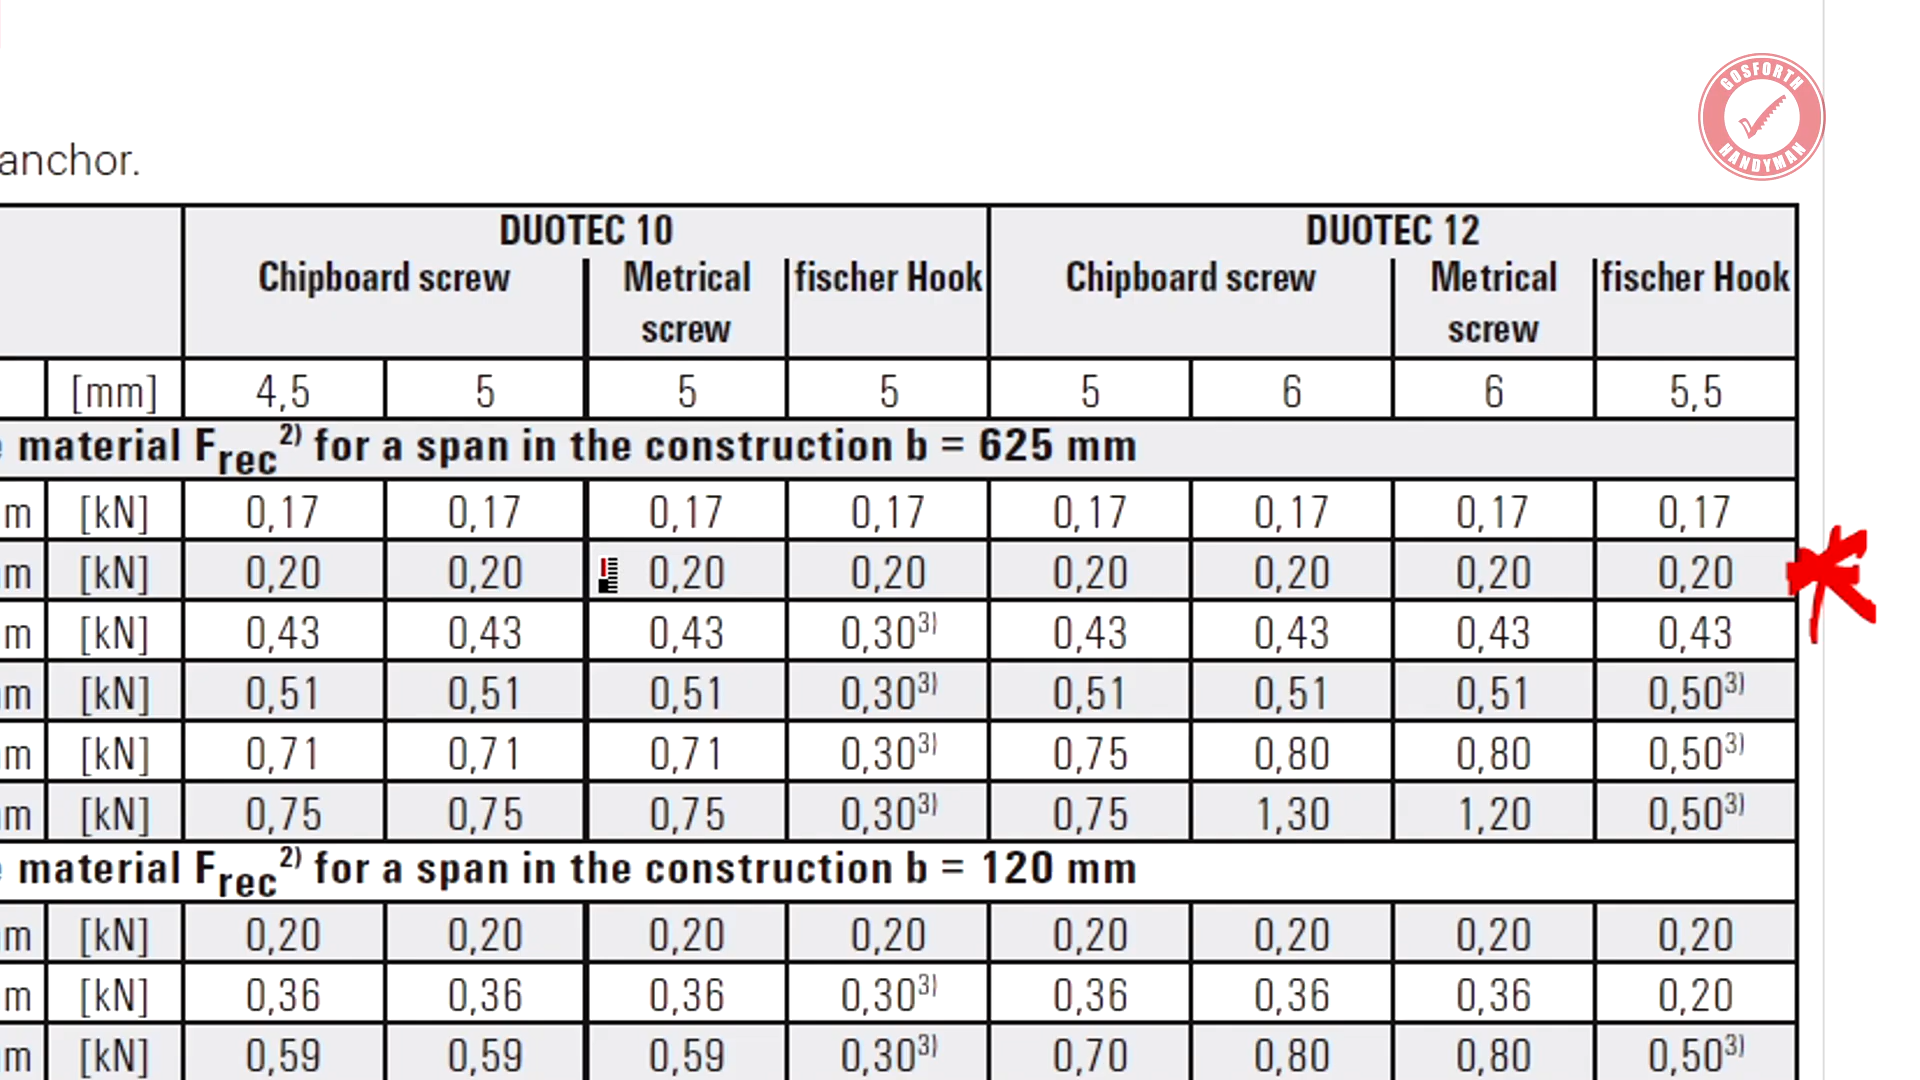 GOSFORTH
HANDYMAN
anchor.
DUOTEC 10 DUOTEC 12
Chipboard screw Metrical screw fischer Hook Chipboard screw Metrical screw fischer Hook
[mm] 4,5 5 5 5 5 6 6 5,5
material Frec2) for a span in the construction b = 625 mm
m [kN] 0,17 0,17 0,17 0,17 0,17 0,17 0,17 0,17
m [kN] 0,20 0,20 0,20 0,20 0,20 0,20 0,20 0,20
m [kN] 0,43 0,43 0,43 0,303) 0,43 0,43 0,43 0,43
m [kN] 0,51 0,51 0,51 0,303) 0,51 0,51 0,51 0,503)
m [kN] 0,71 0,71 0,71 0,303) 0,75 0,80 0,80 0,503)
m [kN] 0,75 0,75 0,75 0,303) 0,75 1,30 1,20 0,503)
material Frec2) for a span in the construction b = 120 mm
m [kN] 0,20 0,20 0,20 0,20 0,20 0,20 0,20 0,20
m [kN] 0,36 0,36 0,36 0,303) 0,36 0,36 0,36 0,20
m [kN] 0,59 0,59 0,59 0,303) 0,70 0,80 0,80 0,503)